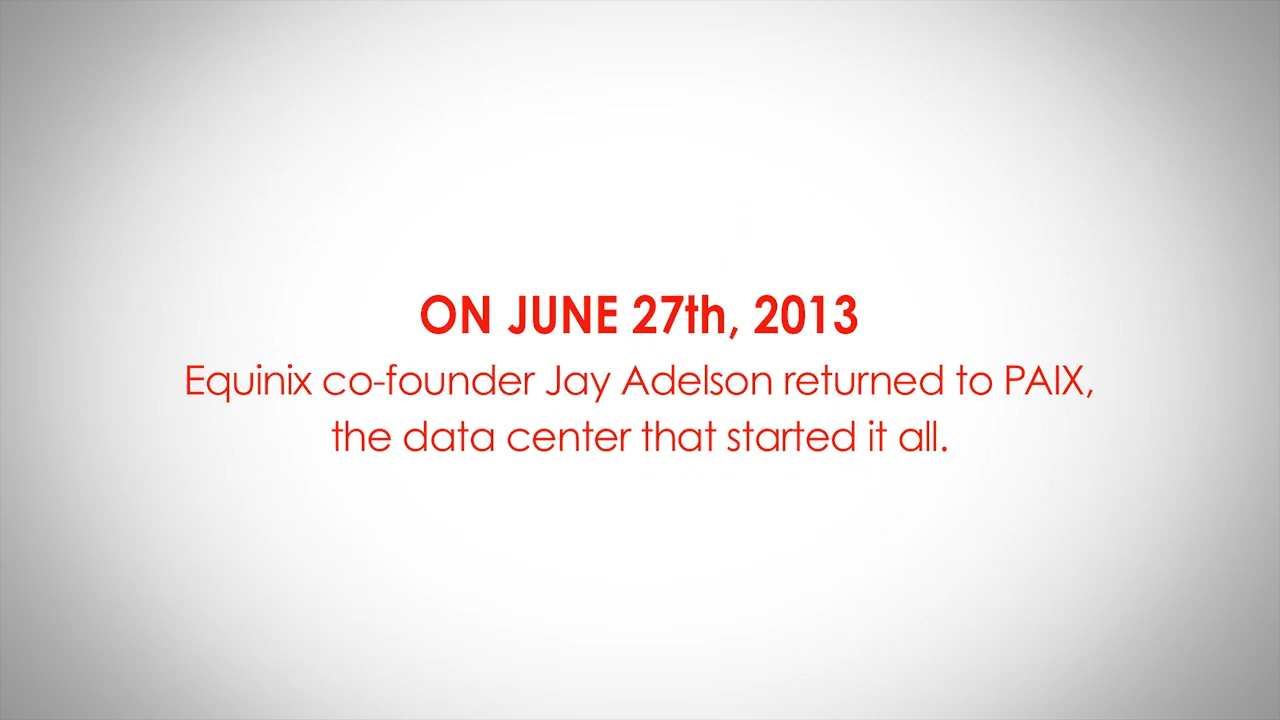 ON JUNE 27th, 2013
Equinix co-founder Jay Adelson returned to PAIX,
the data center that started it all.